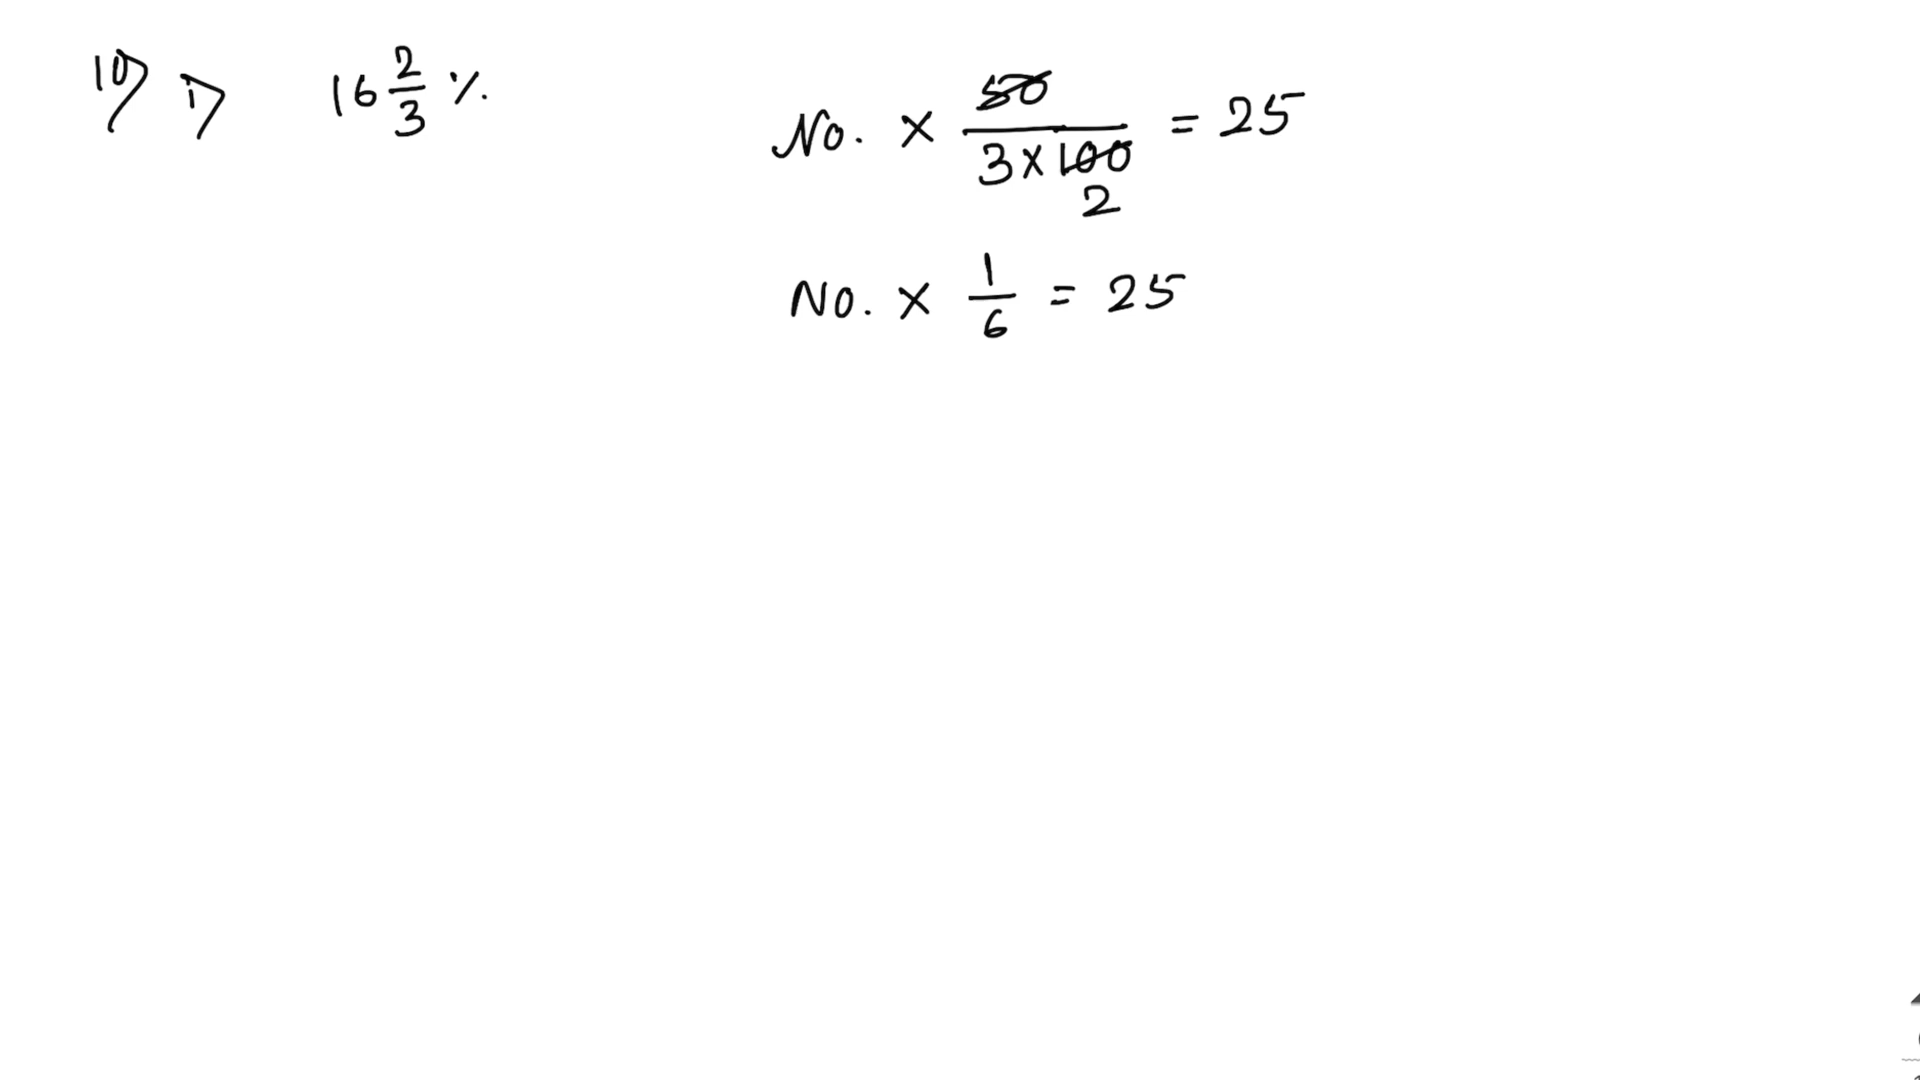 10) i) 16 2/3 %.
No. × 50/(3×100) = 25
2
No. × 1/6 = 25